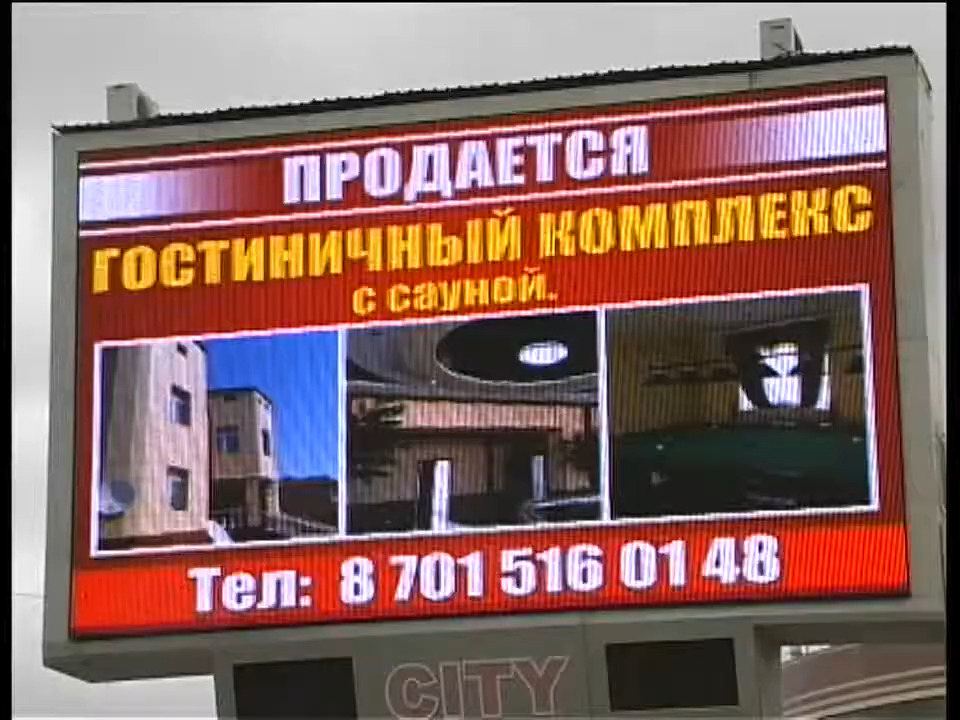 ПРОДАЕТСЯ
ГОСТИНИЧНЫЙ КОМПЛЕКС
с сауной.
Тел: 8 701 516 01 48
CITY